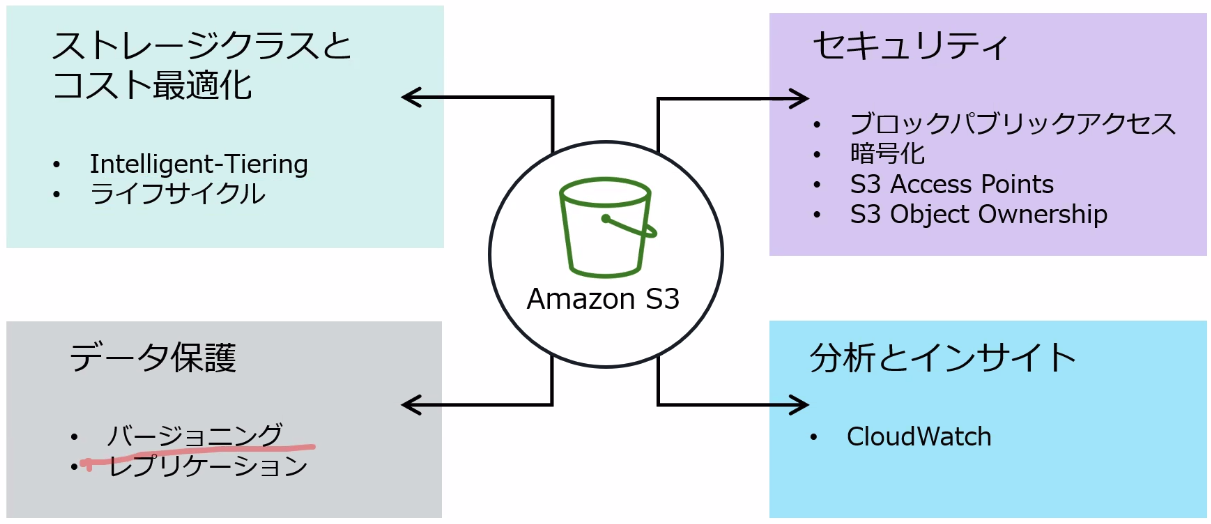 ストレージクラスと
コスト最適化
• Intelligent-Tiering
• ライフサイクル
セキュリティ
• ブロックパブリックアクセス
• 暗号化
• S3 Access Points
• S3 Object Ownership
Amazon S3
データ保護
• バージョニング
• レプリケーション
分析とインサイト
• CloudWatch